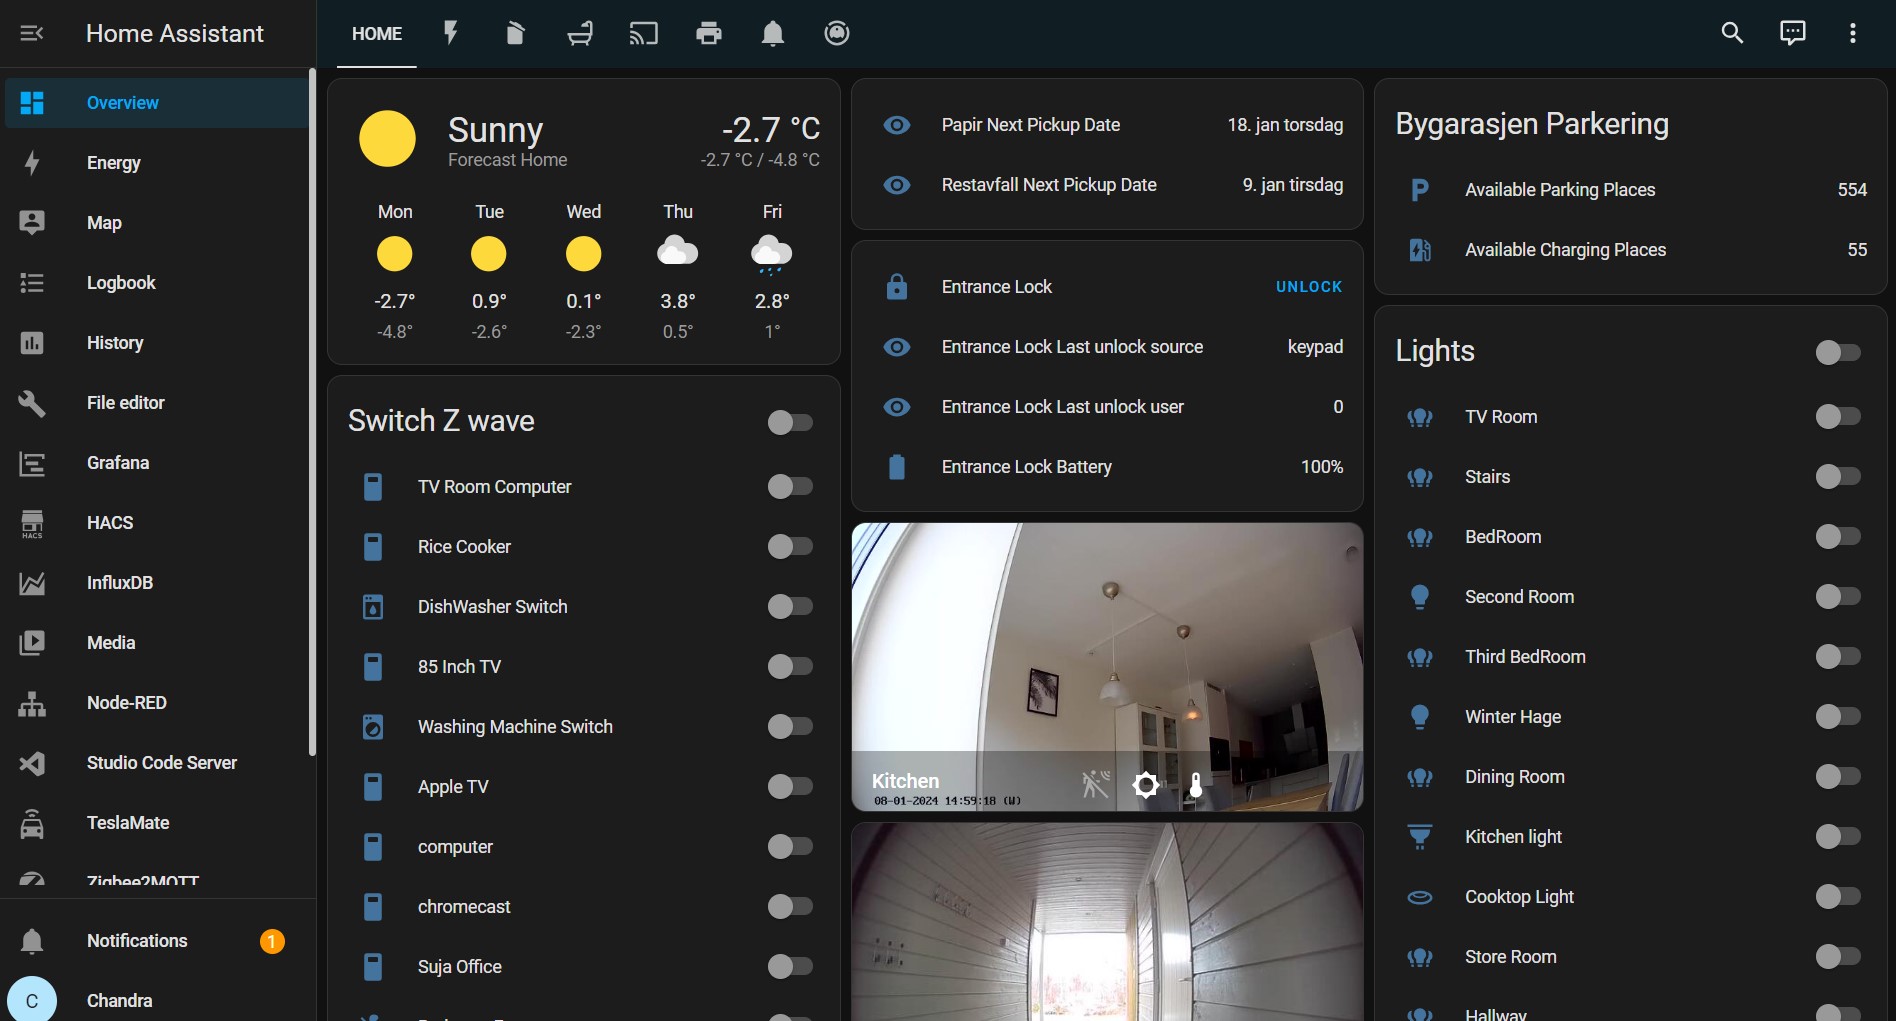 Home Assistant
HOME
Overview
Energy
Map
Logbook
History
File editor
Grafana
HACS
HACS
InfluxDB
Media
Node-RED
Studio Code Server
TeslaMate
Zigbee2MQTT
Notifications
1
C
Chandra
Sunny
-2.7 °C
Forecast Home
-2.7 °C / -4.8 °C
Mon Tue Wed Thu Fri
-2.7° 0.9° 0.1° 3.8° 2.8°
-4.8° -2.6° -2.3° 0.5° 1°
Switch Z wave
TV Room Computer
Rice Cooker
DishWasher Switch
85 Inch TV
Washing Machine Switch
Apple TV
computer
chromecast
Suja Office
Papir Next Pickup Date 18. jan torsdag
Restavfall Next Pickup Date 9. jan tirsdag
Entrance Lock UNLOCK
Entrance Lock Last unlock source keypad
Entrance Lock Last unlock user 0
Entrance Lock Battery 100%
Kitchen
08-01-2024 14:59:18 (W)
Bygarasjen Parkering
P
Available Parking Places 554
Available Charging Places 55
Lights
TV Room
Stairs
BedRoom
Second Room
Third BedRoom
Winter Hage
Dining Room
Kitchen light
Cooktop Light
Store Room
Hallway